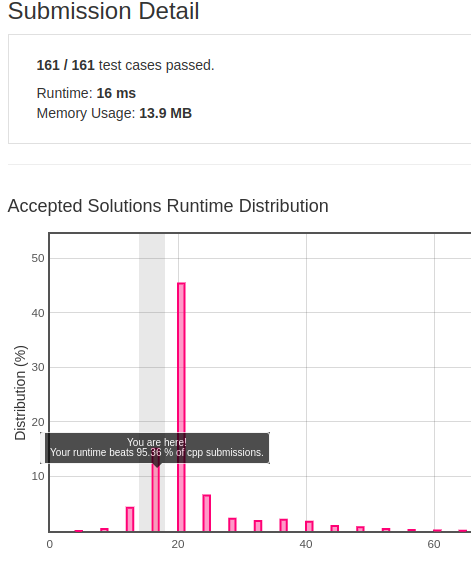 Submission Detail
161 / 161 test cases passed.
Runtime: 16 ms
Memory Usage: 13.9 MB
Accepted Solutions Runtime Distribution
50
40
30
20
10
Distribution (%)
You are here!
Your runtime beats 95.36 % of cpp submissions.
0 20 40 60